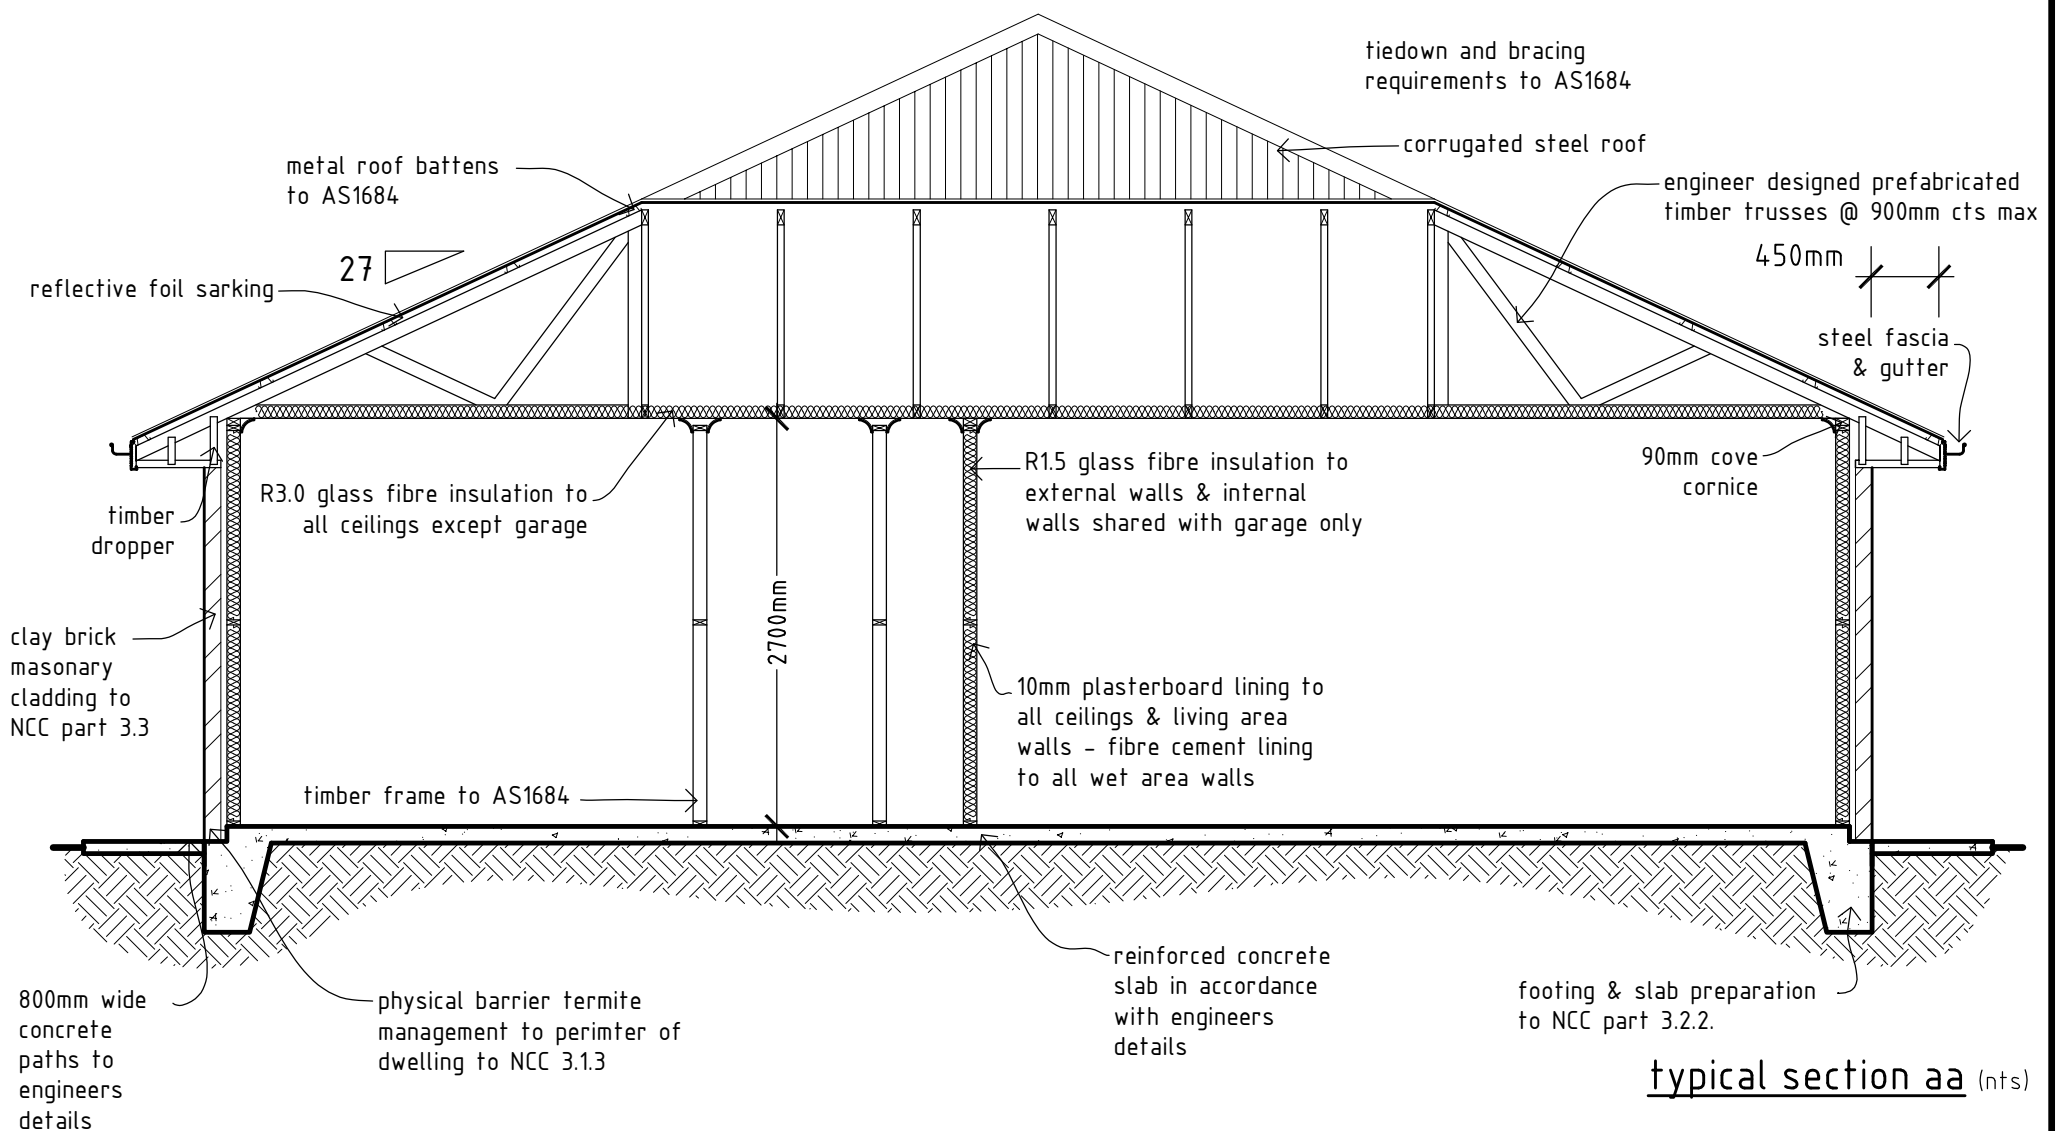 tiedown and bracing
requirements to AS1684
corrugated steel roof
metal roof battens
to AS1684
engineer designed prefabricated
timber trusses @ 900mm cts max
27
450mm
reflective foil sarking
steel fascia
& gutter
R3.0 glass fibre insulation to
all ceilings except garage
R1.5 glass fibre insulation to
external walls & internal
walls shared with garage only
90mm cove
cornice
timber
dropper
2700mm
clay brick
masonary
cladding to
NCC part 3.3
10mm plasterboard lining to
all ceilings & living area
walls - fibre cement lining
to all wet area walls
timber frame to AS1684
800mm wide
concrete
paths to
engineers
details
physical barrier termite
management to perimter of
dwelling to NCC 3.1.3
reinforced concrete
slab in accordance
with engineers
details
footing & slab preparation
to NCC part 3.2.2.
typical section aa (nts)